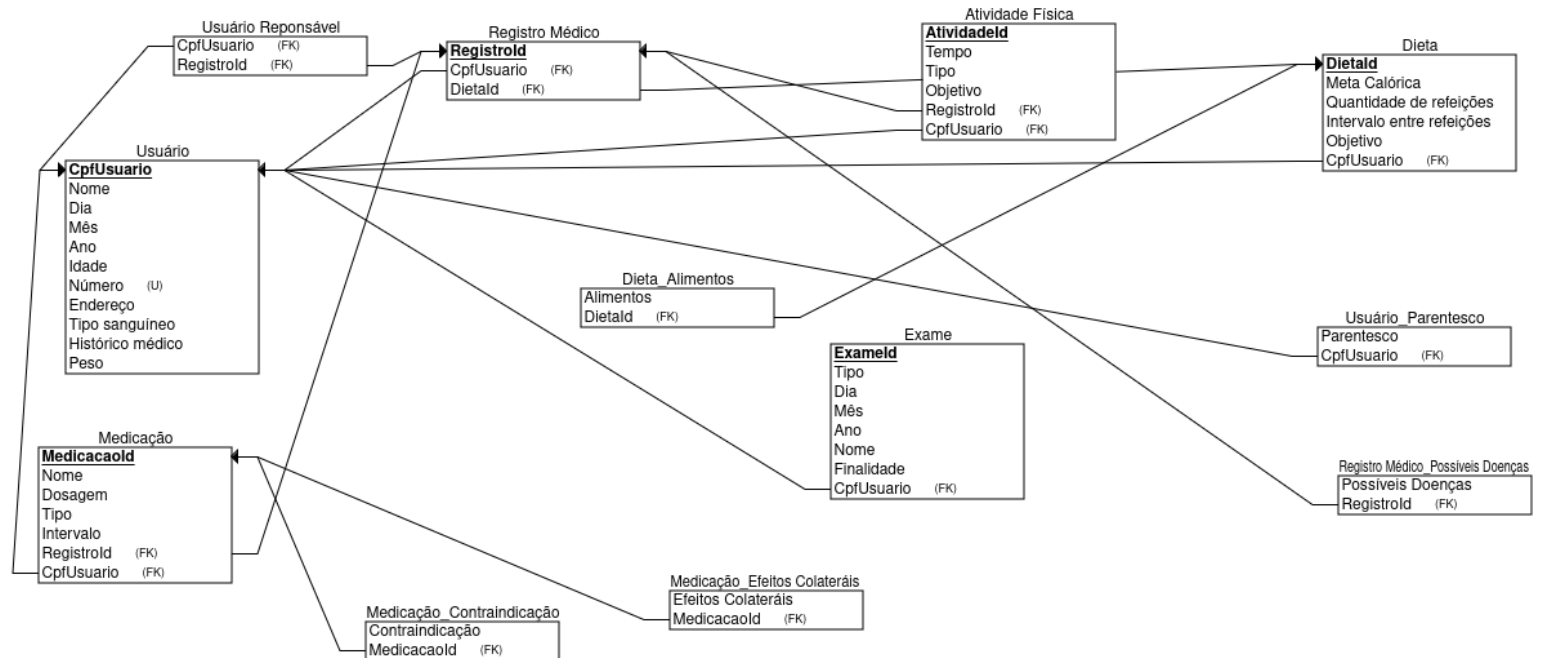 Usuário Reponsável
CpfUsuario (FK)
RegistroId (FK)
Registro Médico
RegistroId
CpfUsuario (FK)
DietaId (FK)
Atividade Física
AtividadeId
Tempo
Tipo
Objetivo
RegistroId (FK)
CpfUsuario (FK)
Dieta
DietaId
Meta Calórica
Quantidade de refeições
Intervalo entre refeições
Objetivo
CpfUsuario (FK)
Usuário
CpfUsuario
Nome
Dia
Mês
Ano
Idade
Número (U)
Endereço
Tipo sanguíneo
Histórico médico
Peso
Dieta_Alimentos
Alimentos
DietaId (FK)
Usuário_Parentesco
Parentesco
CpfUsuario (FK)
Exame
ExameId
Tipo
Dia
Mês
Ano
Nome
Finalidade
CpfUsuario (FK)
Medicação
MedicacaoId
Nome
Dosagem
Tipo
Intervalo
RegistroId (FK)
CpfUsuario (FK)
Registro Médico_Possíveis Doenças
Possíveis Doenças
RegistroId (FK)
Medicação_Efeitos Colateráis
Efeitos Colateráis
MedicacaoId (FK)
Medicação_Contraindicação
Contraindicação
MedicacaoId (FK)